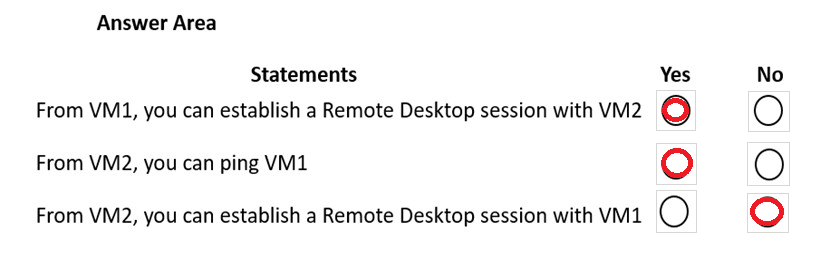 Answer Area
Statements Yes No
From VM1, you can establish a Remote Desktop session with VM2
From VM2, you can ping VM1
From VM2, you can establish a Remote Desktop session with VM1